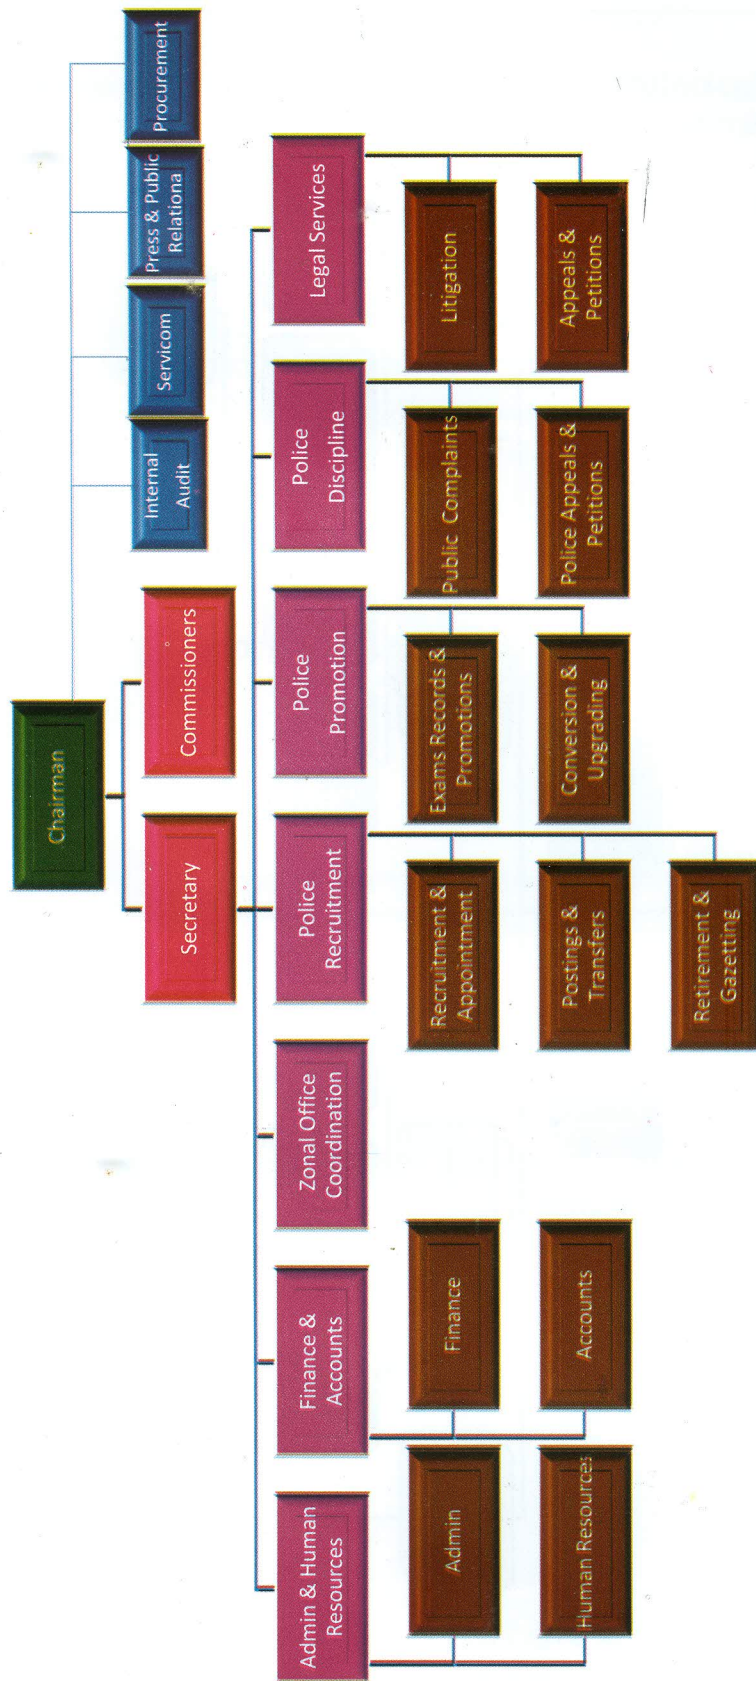 Chairman
Procurement
Press & Public
Relationa
Servicom
Internal
Audit
Secretary
Commissioners
Admin & Human
Resources
Finance &
Accounts
Zonal Office
Coordination
Police
Recruitment
Police
Promotion
Police
Discipline
Legal Services
Admin
Human Resources
Finance
Accounts
Recruitment &
Appointment
Postings &
Transfers
Retirement &
Gazetting
Exams Records &
Promotions
Conversion &
Upgrading
Public Complaints
Police Appeals &
Petitions
Litigation
Appeals &
Petitions